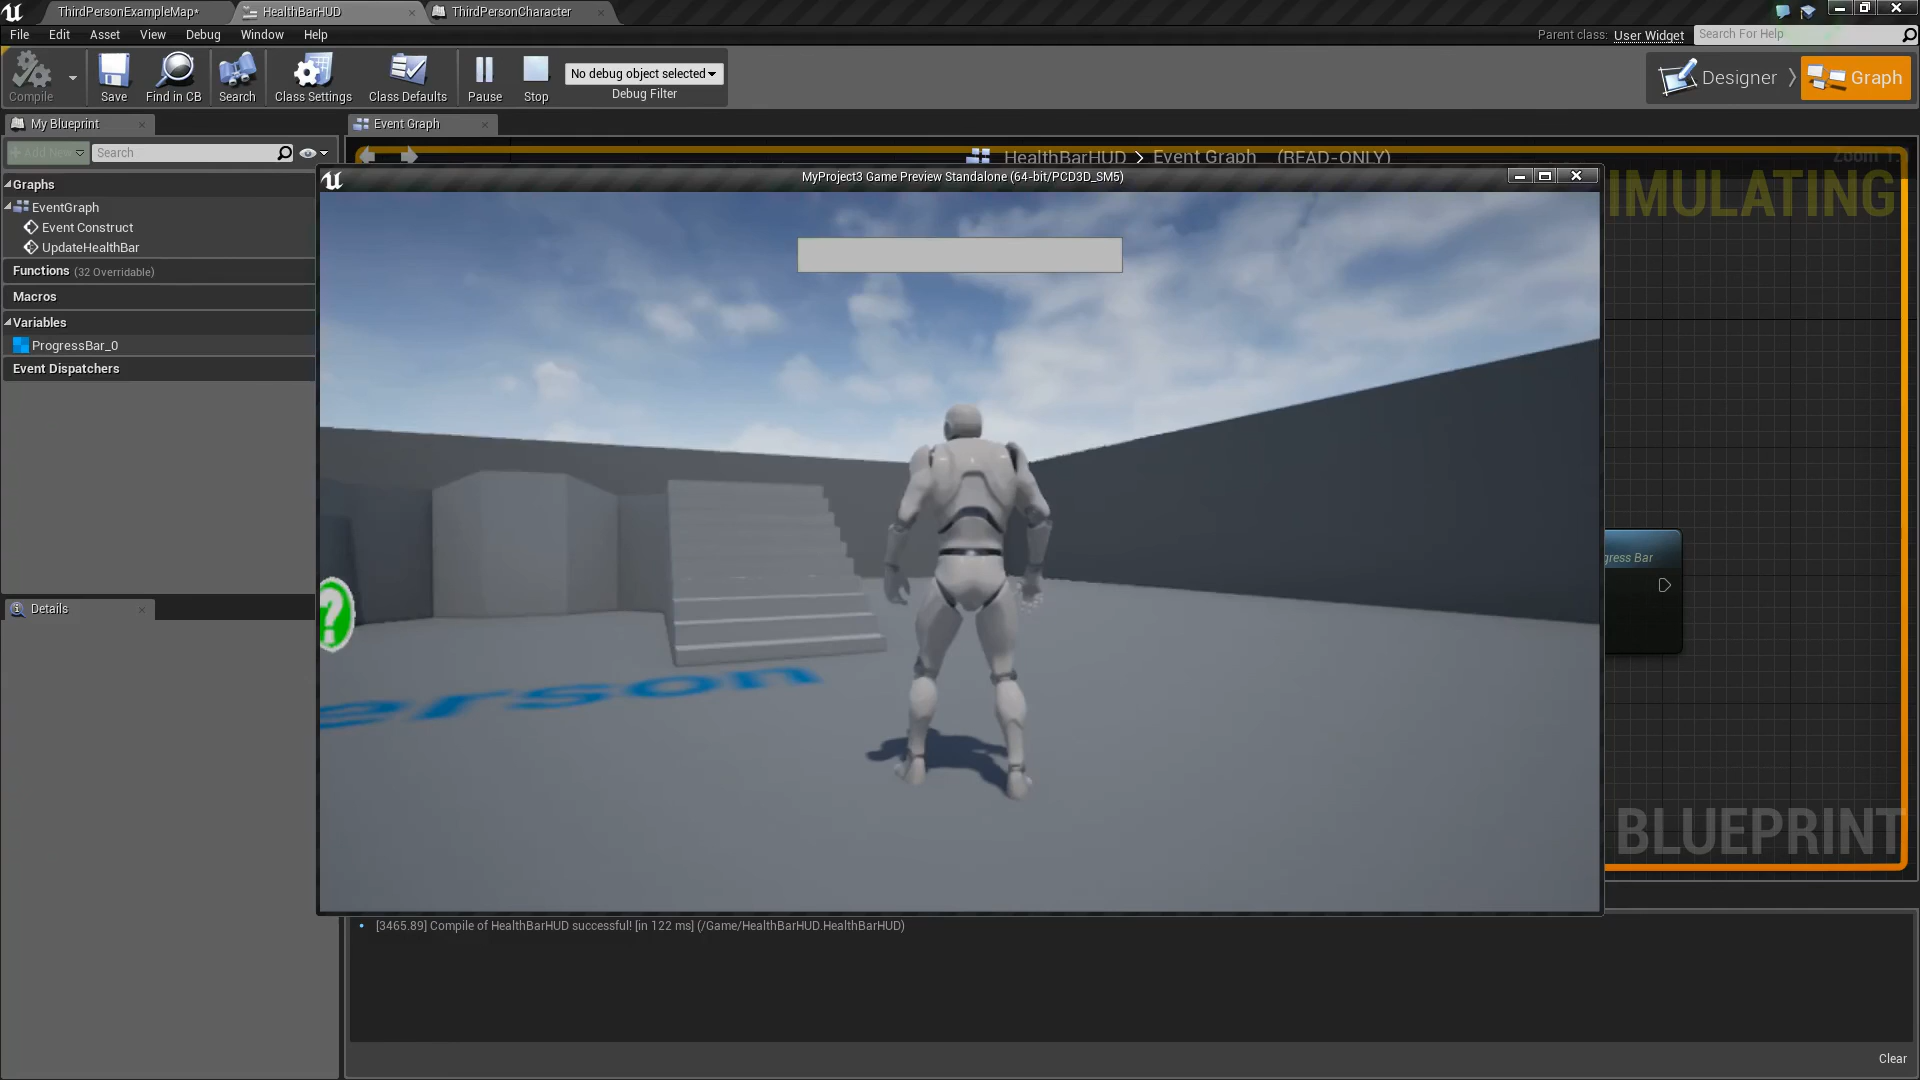 ThirdPersonExampleMap*
HealthBarHUD
ThirdPersonCharacter
File Edit Asset View Debug Window Help
Parent class: User Widget
Search For Help
Compile
Save
Find in CB
Search
Class Settings
Class Defaults
Pause
Stop
No debug object selected
Debug Filter
Designer
Graph
My Blueprint
Event Graph
+ Add New
Search
HealthBarHUD > Event Graph (READ-ONLY)
IMULATING
MyProject3 Game Preview Standalone (64-bit/PCD3D_SM5)
Graphs
EventGraph
Event Construct
UpdateHealthBar
Functions (32 Overridable)
Macros
Variables
ProgressBar_0
Event Dispatchers
gress Bar
Details
?
erson
BLUEPRINT
[3465.89] Compile of HealthBarHUD successful! [in 122 ms] (/Game/HealthBarHUD.HealthBarHUD)
Clear